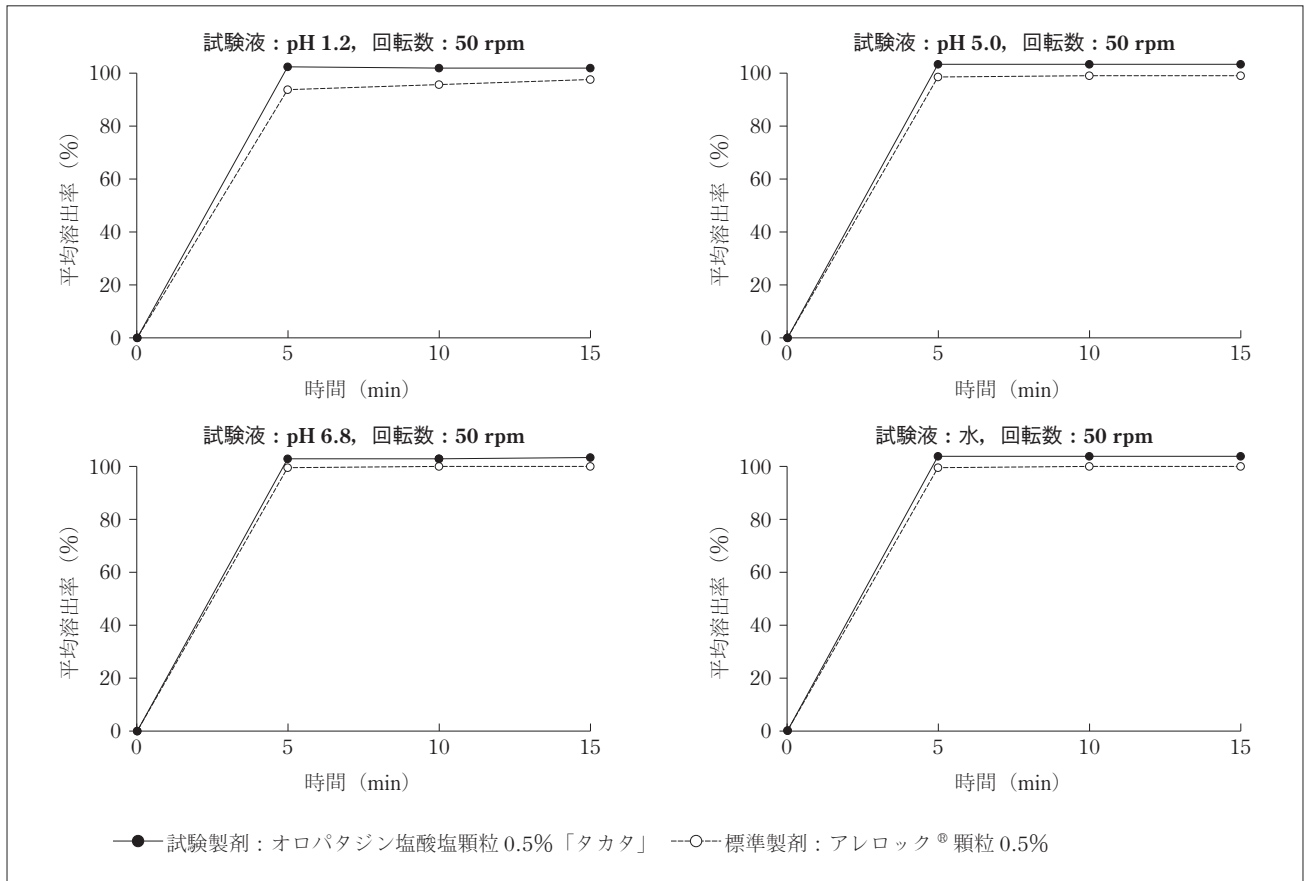 試験液：pH 1.2, 回転数：50 rpm
平均溶出率（%）
100
80
60
40
20
0
0 5 10 15
時間（min）
試験液：pH 5.0, 回転数：50 rpm
平均溶出率（%）
100
80
60
40
20
0
0 5 10 15
時間（min）
試験液：pH 6.8, 回転数：50 rpm
平均溶出率（%）
100
80
60
40
20
0
0 5 10 15
時間（min）
試験液：水, 回転数：50 rpm
平均溶出率（%）
100
80
60
40
20
0
0 5 10 15
時間（min）
試験製剤：オロパタジン塩酸塩顆粒 0.5%「タカタ」 標準製剤：アレロック® 顆粒 0.5%